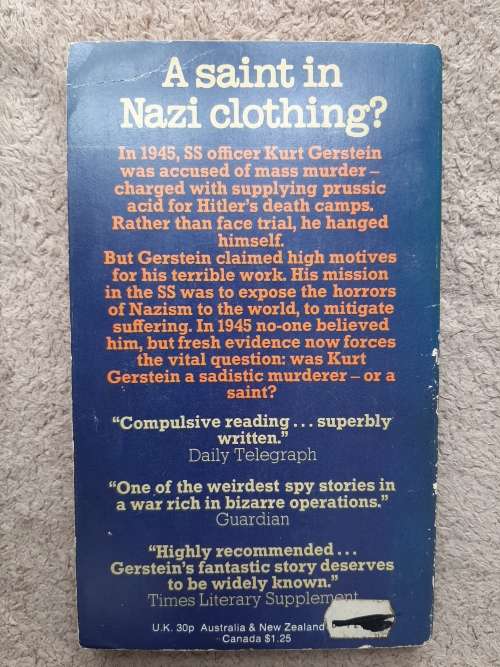 A saint in
Nazi clothing?
In 1945, SS officer Kurt Gerstein
was accused of mass murder –
charged with supplying prussic
acid for Hitler's death camps.
Rather than face trial, he hanged
himself.
But Gerstein claimed high motives
for his terrible work. His mission
in the SS was to expose the horrors
of Nazism to the world, to mitigate
suffering. In 1945 no-one believed
him, but fresh evidence now forces
the vital question: was Kurt
Gerstein a sadistic murderer – or a
saint?
“Compulsive reading... superbly
written.”
Daily Telegraph
“One of the weirdest spy stories in
a war rich in bizarre operations.”
Guardian
“Highly recommended...
Gerstein's fantastic story deserves
to be widely known.”
Times Literary Supplement
U.K. 30p Australia & New Zealand
Canada $1.25